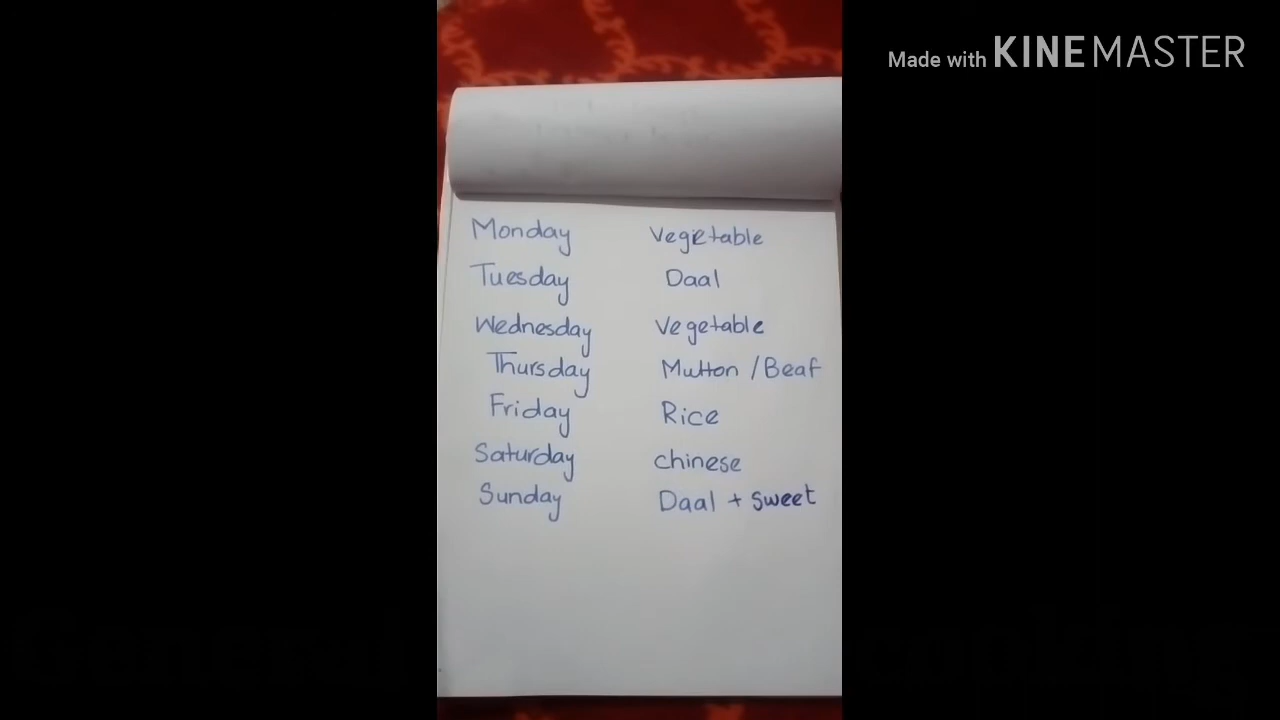 Made with KINEMASTER
Monday Vegetable
Tuesday Daal
Wednesday Vegetable
Thursday Mutton / Beaf
Friday Rice
Saturday chinese
Sunday Daal + Sweet